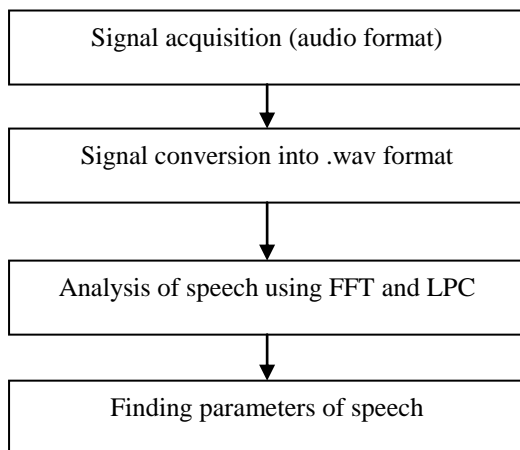 Signal acquisition (audio format)
Signal conversion into .wav format
Analysis of speech using FFT and LPC
Finding parameters of speech